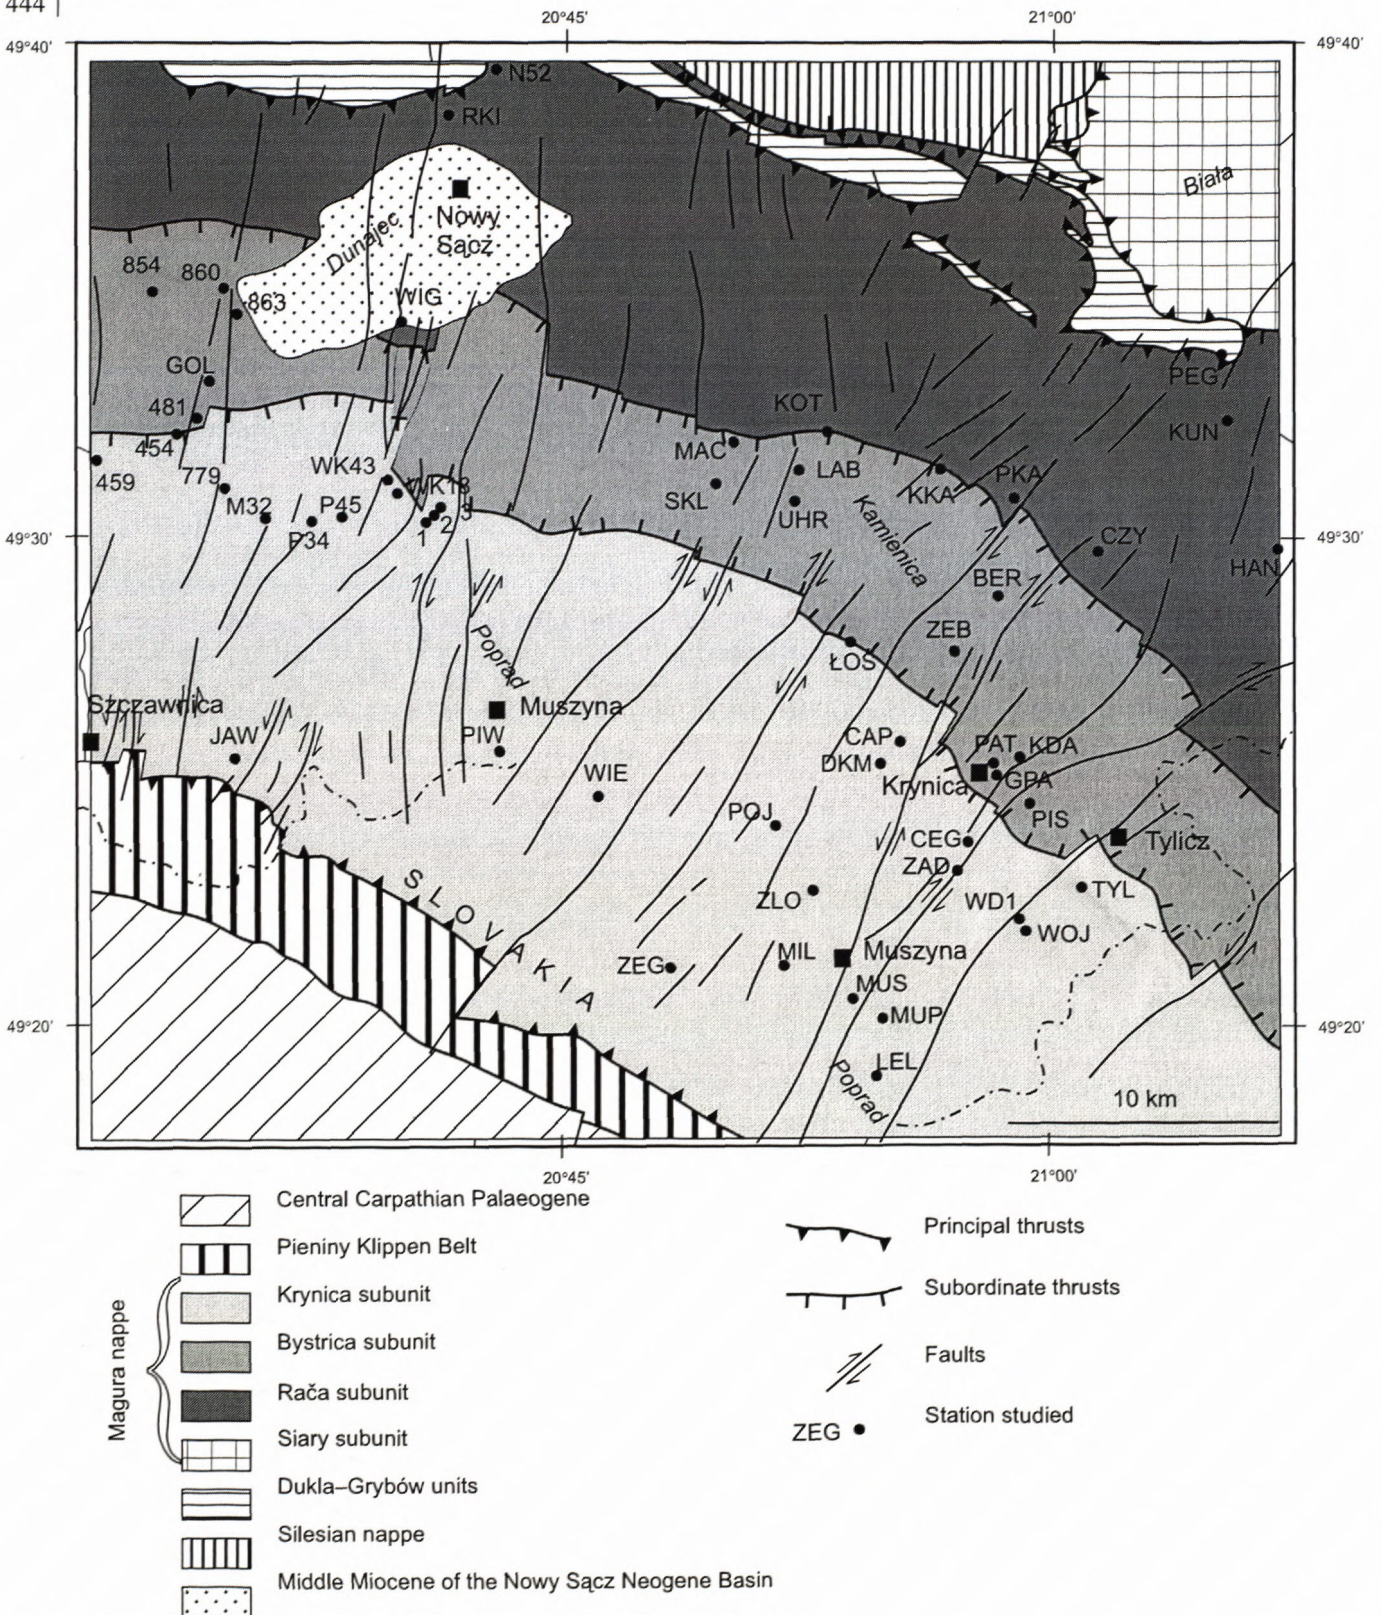 444
20°45'
21°00'
49°40'
49°40'
N52
RKI
Biała
Nowy
Sącz
Dunajec
854
860
863
WIG
GOL
PEG
481
KOT
KUN
454
MAC
459
779
WK43
LAB
PKA
SKL
KKA
WK18
M32
P45
UHR
Kamienica
3
P34
2
1
CZY
49°30'
49°30'
HAN
BER
ZEB
Poprad
ŁOS
Szczawnica
Muszyna
JAW
PIW
CAP
PAT
KDA
DKM
WIE
Krynica
GPA
POJ
PIS
CEG
Tylicz
ZAD
SLOVAKIA
ZLO
WD1
TYL
WOJ
ZEG
MIL
Muszyna
MUS
MUP
49°20'
49°20'
LEL
Poprad
10 km
20°45'
21°00'
Central Carpathian Palaeogene
Pieniny Klippen Belt
Krynica subunit
Bystrica subunit
Rača subunit
Siary subunit
Magura nappe
Dukla–Grybów units
Silesian nappe
Middle Miocene of the Nowy Sącz Neogene Basin
Principal thrusts
Subordinate thrusts
Faults
ZEG
Station studied